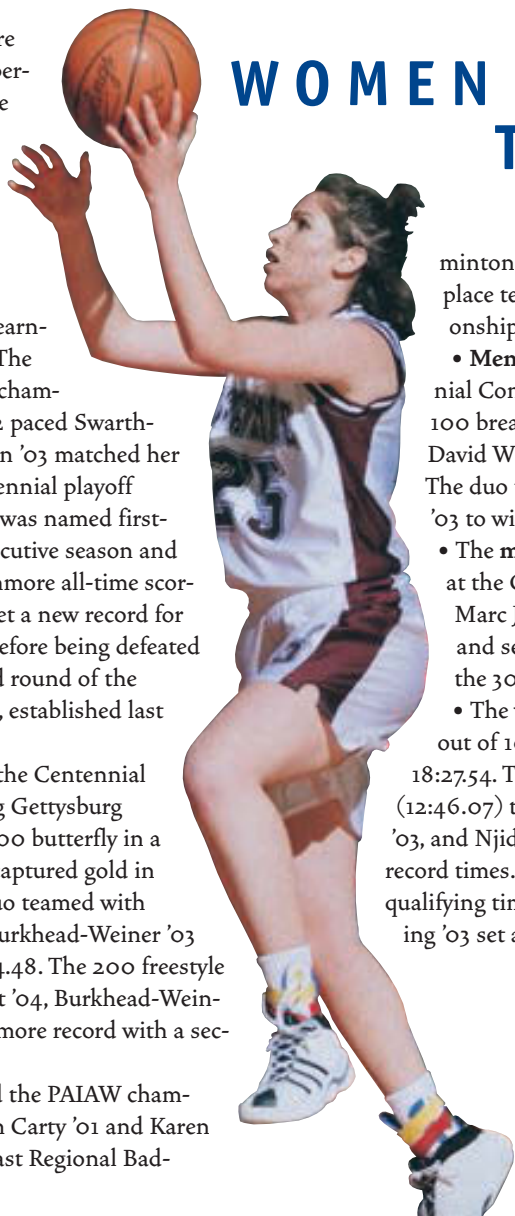 WOMEN
T
re
per-
e
earn-
The
cham-
2 paced Swarth-
n ’03 matched her
ennial playoff
was named first-
cutive season and
nmore all-time scor-
et a new record for
efore being defeated
d round of the
, established last
the Centennial
g Gettysburg
00 butterfly in a
aptured gold in
uo teamed with
urkhead-Weiner ’03
4.48. The 200 freestyle
t ’04, Burkhead-Wein-
more record with a sec-
d the PAIAW cham-
n Carty ’01 and Karen
ast Regional Bad-
minton
place te
onship
• Men
nial Con
100 brea
David W
The duo
’03 to wi
• The m
at the C
Marc J
and se
the 30
• The
out of 10
18:27.54. T
(12:46.07) t
’03, and Njid
record times.
qualifying tin
ing ’03 set a